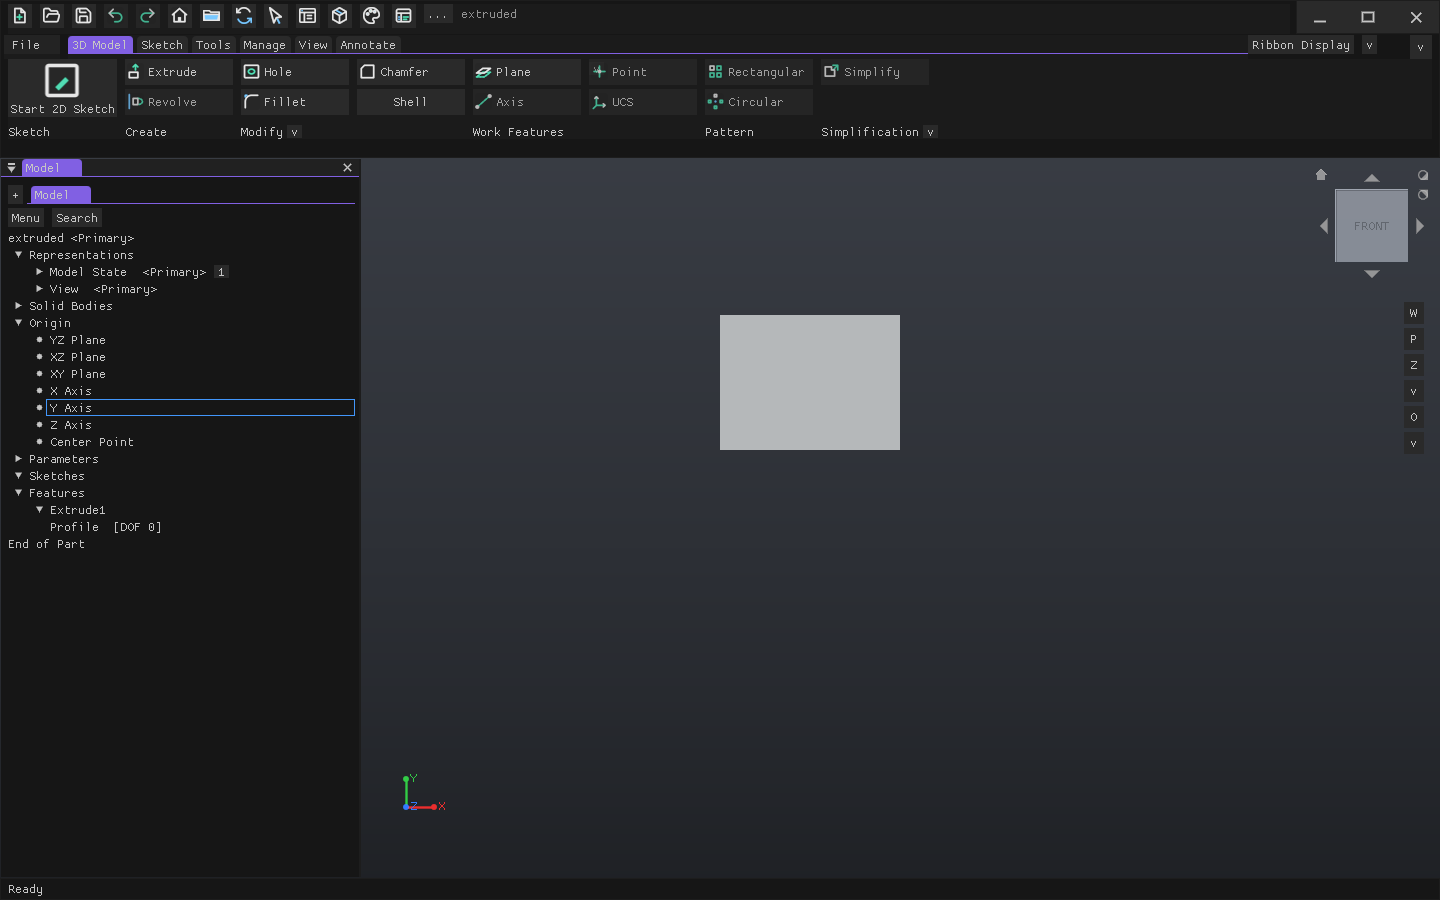 ... extruded
File 3D Model Sketch Tools Manage View Annotate Ribbon Display v v
Start 2D Sketch
Extrude Hole Chamfer Plane Point Rectangular Simplify
Revolve Fillet Shell Axis UCS Circular
Sketch Create Modify v Work Features Pattern Simplification v
Model
+ Model
Menu Search
extruded <Primary>
Representations
Model State <Primary> 1
View <Primary>
Solid Bodies
Origin
YZ Plane
XZ Plane
XY Plane
X Axis
Y Axis
Z Axis
Center Point
Parameters
Sketches
Features
Extrude1
Profile [DOF 0]
End of Part
FRONT
W
P
Z
v
O
v
Y
Z X
Ready